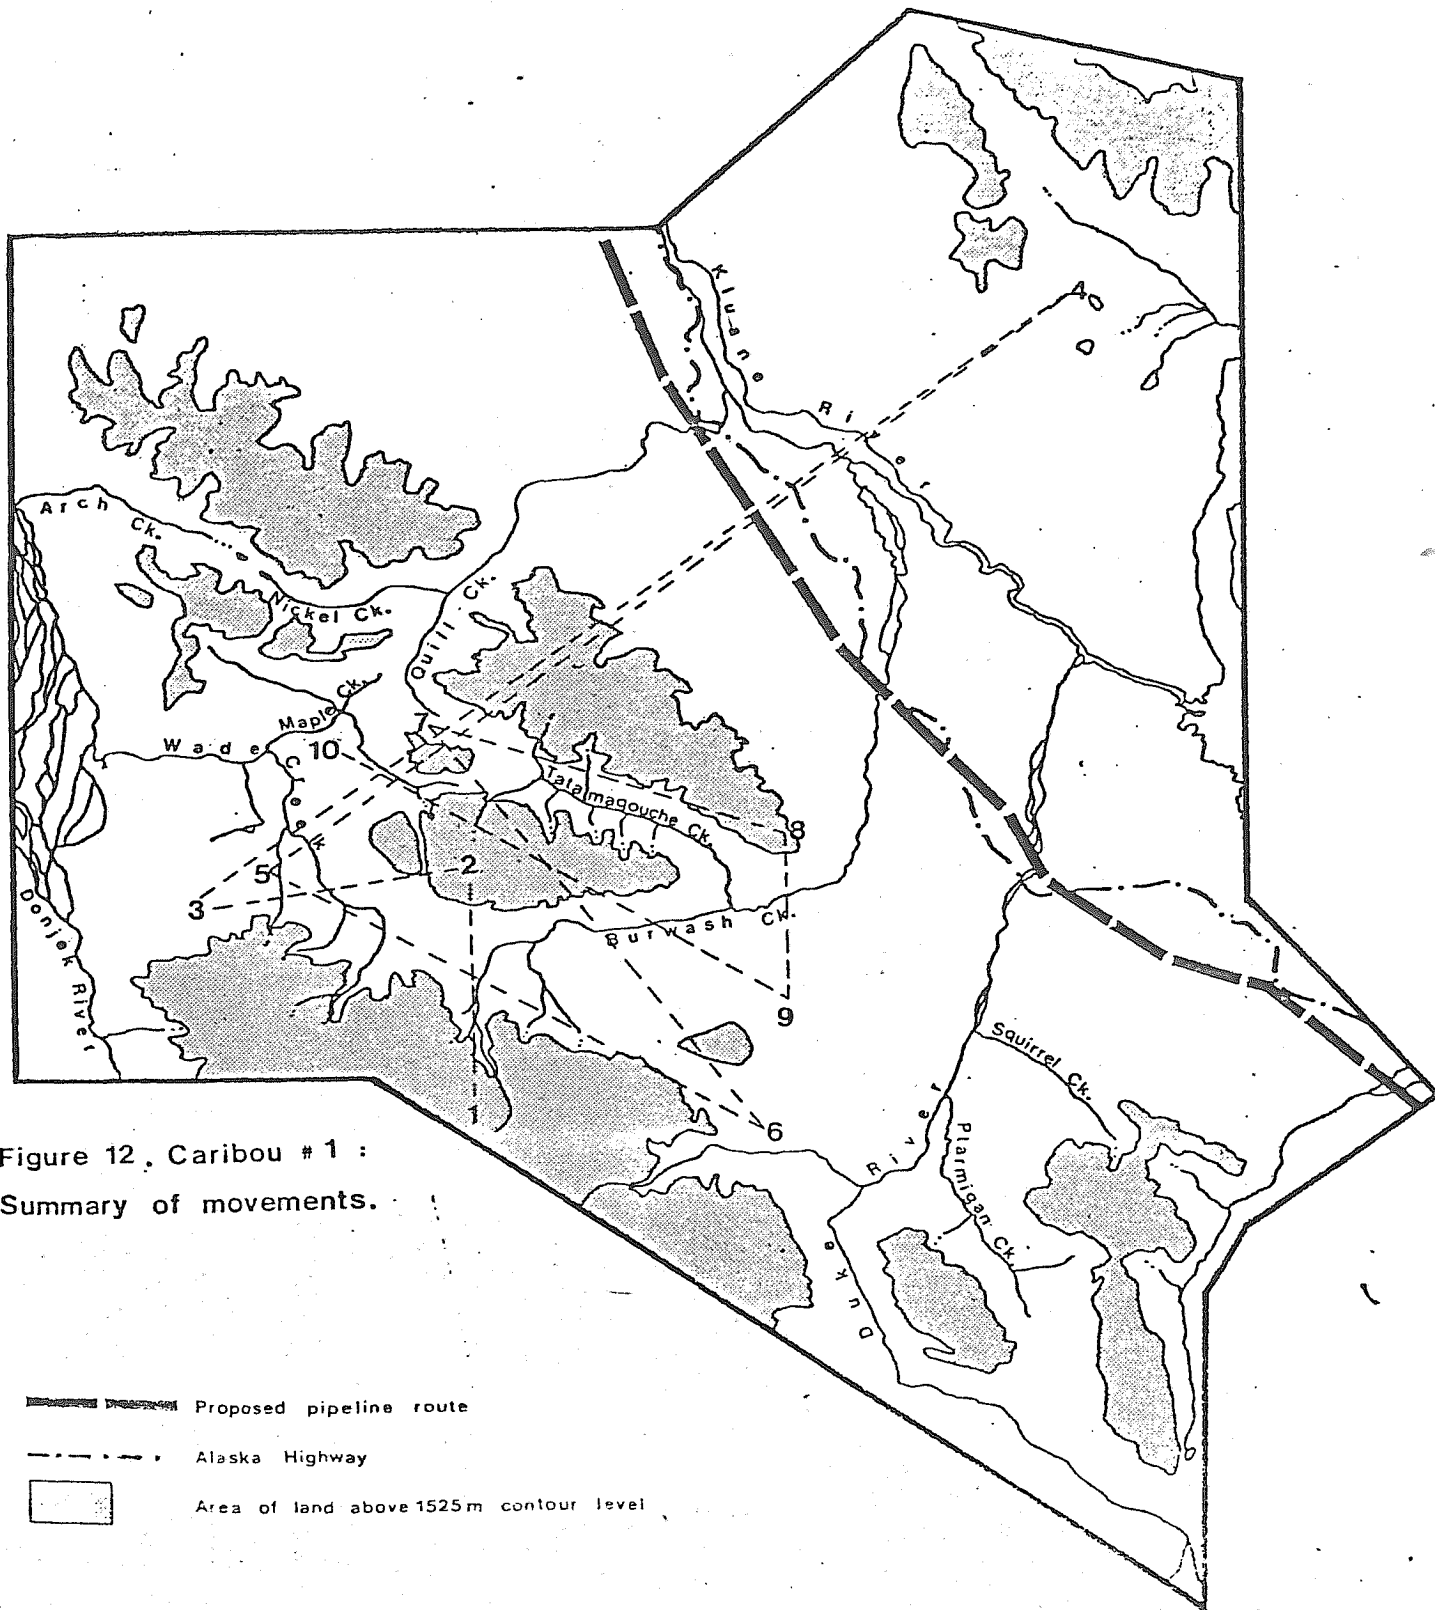 Kluane
River
4
Arch Ck.
Nickel Ck.
Quill Ck.
Maple Ck.
7
Wade
Creek
10
Tatamagouche Ck.
8
2
5
3
Donjek River
Burwash Ck.
9
Squirrel Ck.
1
6
Duke
River
Ptarmigan Ck.
Figure 12. Caribou # 1 :
Summary of movements.
Proposed pipeline route
Alaska Highway
Area of land above 1525m contour level